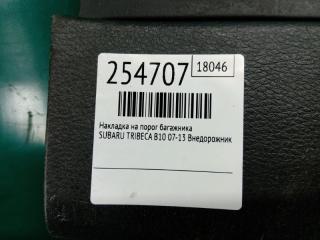 254707 18046
Накладка на порог багажника
SUBARU TRIBECA B10 07-13 Внедорожник